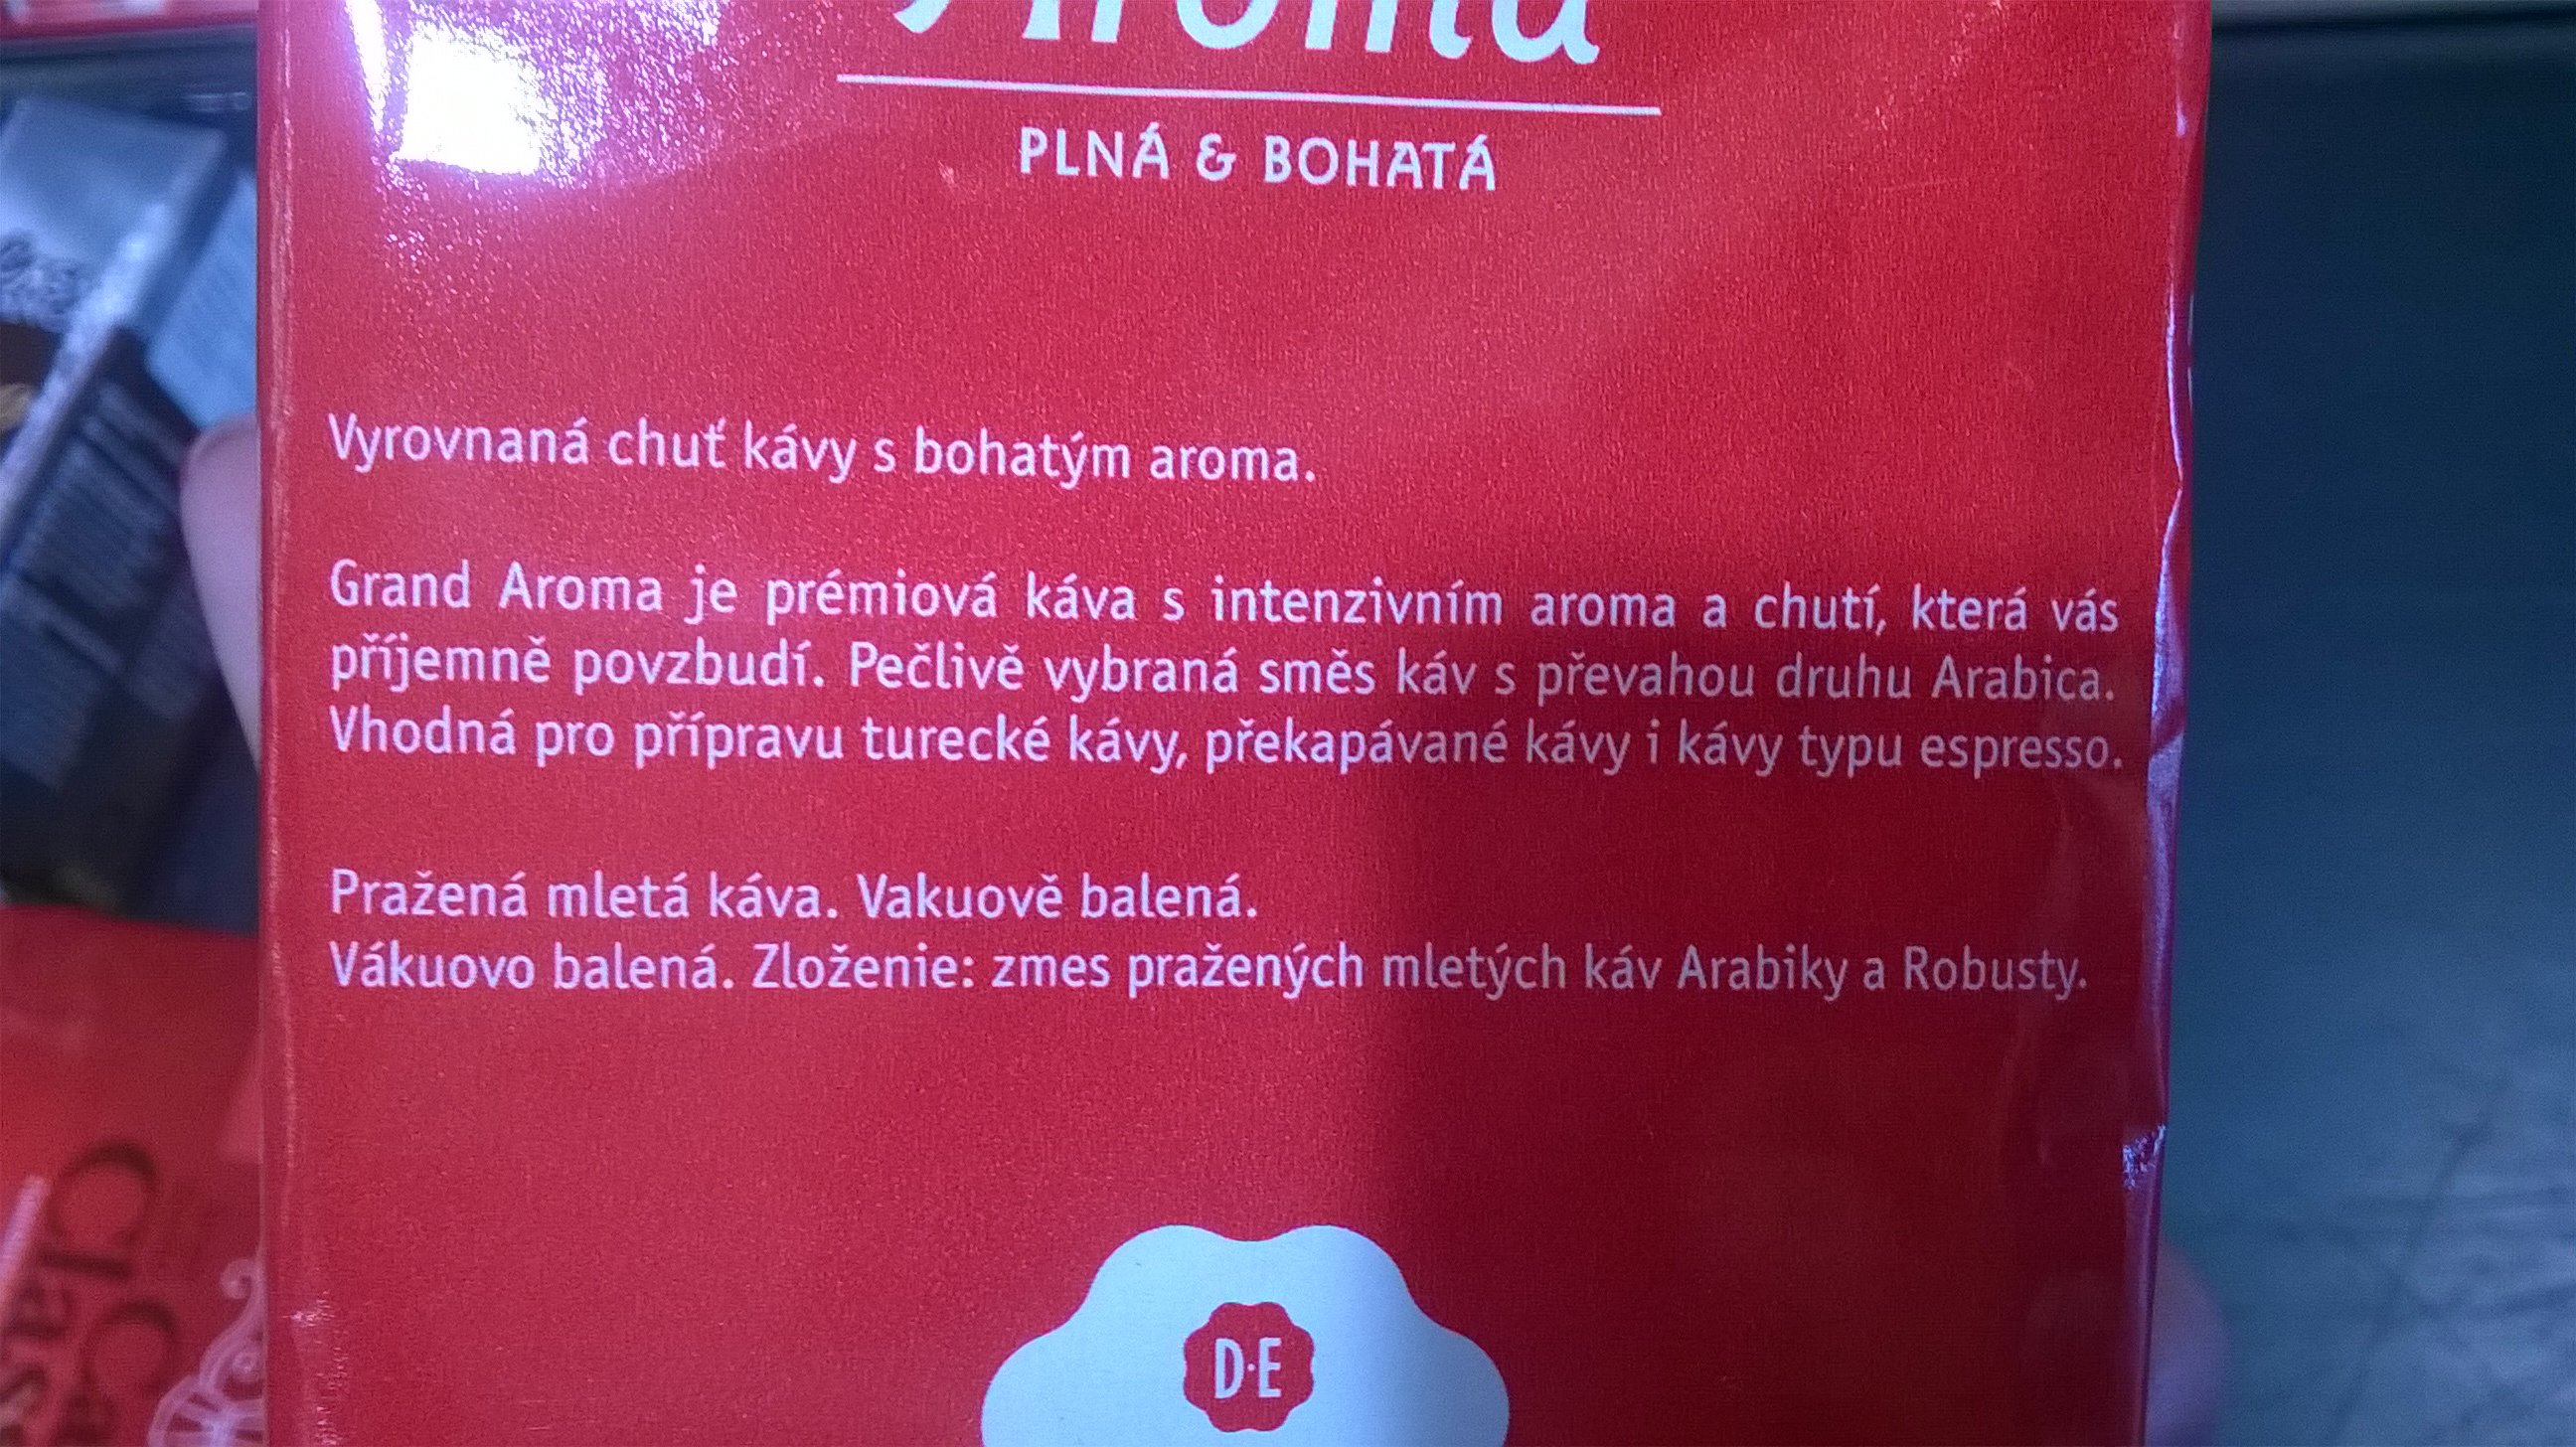 Aroma
PLNÁ & BOHATÁ
Vyrovnaná chuť kávy s bohatým aroma.
Grand Aroma je prémiová káva s intenzivním aroma a chutí, která vás
příjemně povzbudí. Pečlivě vybraná směs káv s převahou druhu Arabica.
Vhodná pro přípravu turecké kávy, překapávané kávy i kávy typu espresso.
Pražená mletá káva. Vakuově balená.
Vákuovo balená. Zloženie: zmes pražených mletých káv Arabiky a Robusty.
D·E